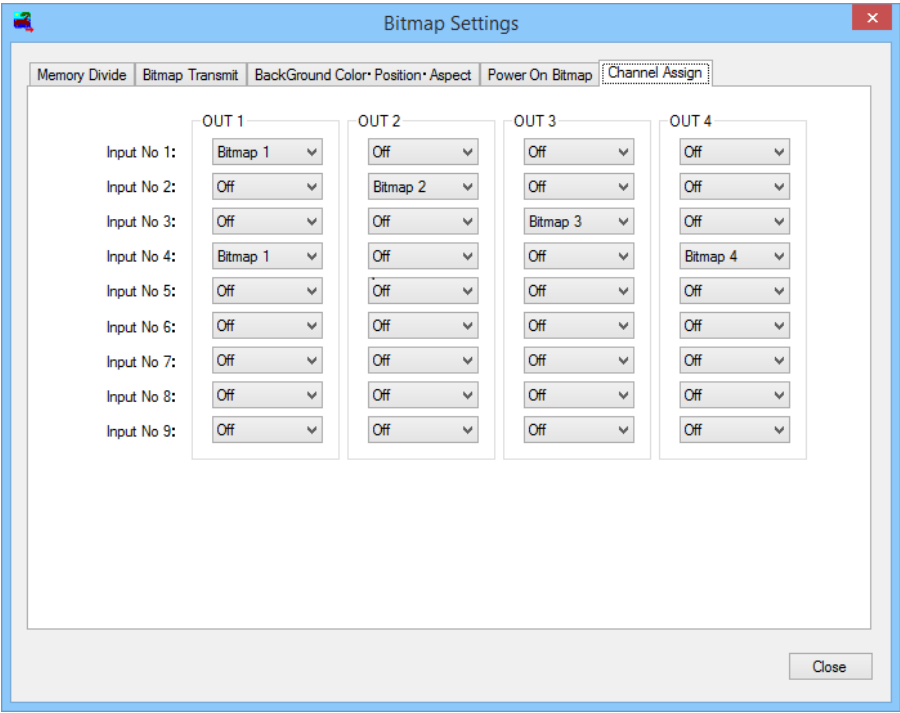 Bitmap Settings
Memory Divide Bitmap Transmit BackGround Color・Position・Aspect Power On Bitmap Channel Assign
OUT 1 OUT 2 OUT 3 OUT 4
Input No 1: Bitmap 1 Off Off Off
Input No 2: Off Bitmap 2 Off Off
Input No 3: Off Off Bitmap 3 Off
Input No 4: Bitmap 1 Off Off Bitmap 4
Input No 5: Off Off Off Off
Input No 6: Off Off Off Off
Input No 7: Off Off Off Off
Input No 8: Off Off Off Off
Input No 9: Off Off Off Off
Close